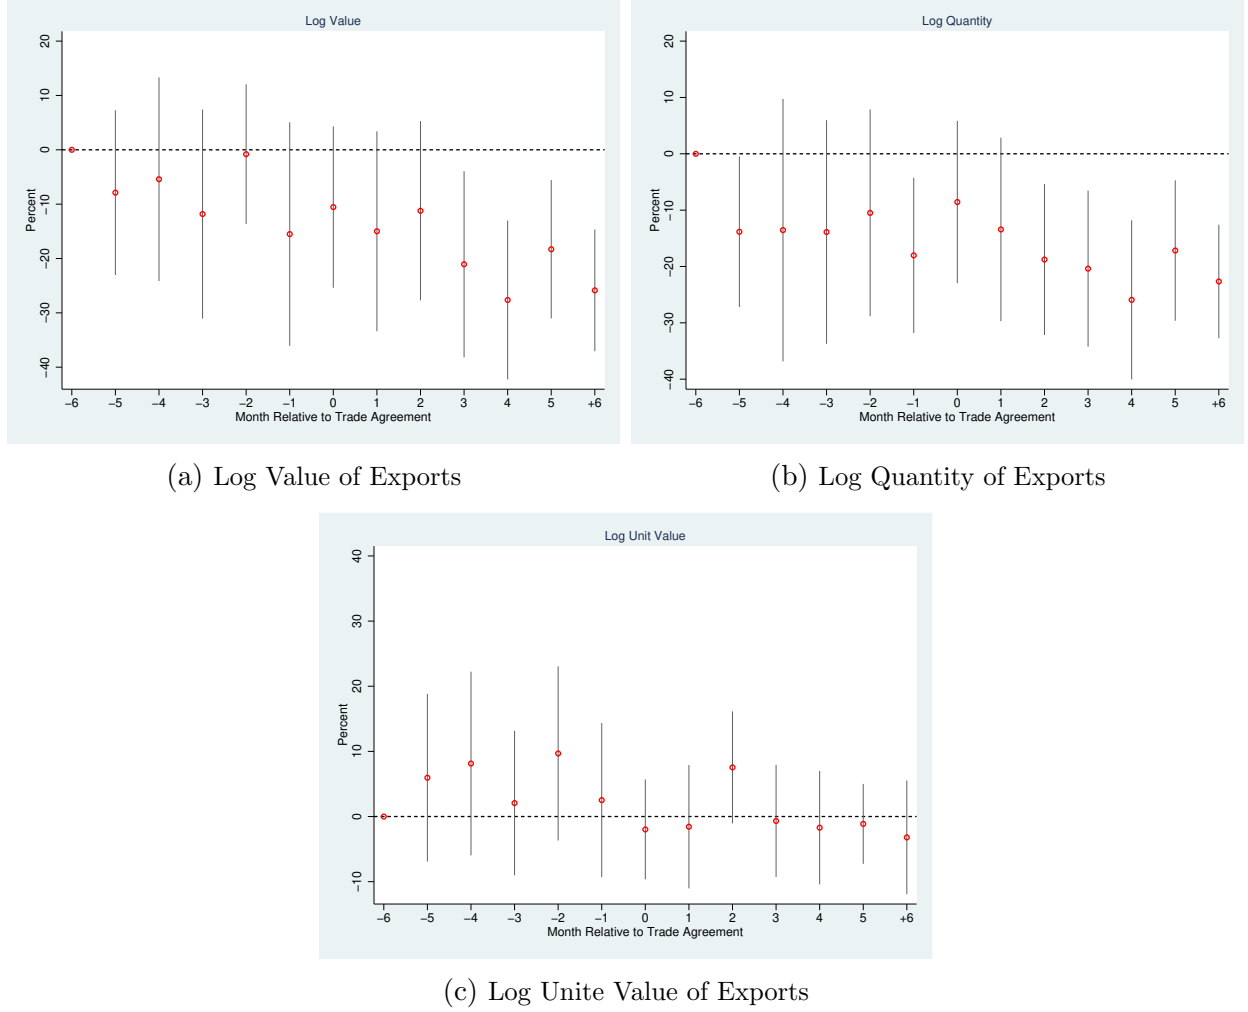 Log Value
20
10
0
−10
−20
−30
−40
Percent
−6 −5 −4 −3 −2 −1 0 1 2 3 4 5 +6
Month Relative to Trade Agreement
(a) Log Value of Exports
Log Quantity
20
10
0
−10
−20
−30
−40
Percent
−6 −5 −4 −3 −2 −1 0 1 2 3 4 5 +6
Month Relative to Trade Agreement
(b) Log Quantity of Exports
Log Unit Value
40
30
20
10
0
−10
Percent
−6 −5 −4 −3 −2 −1 0 1 2 3 4 5 +6
Month Relative to Trade Agreement
(c) Log Unite Value of Exports